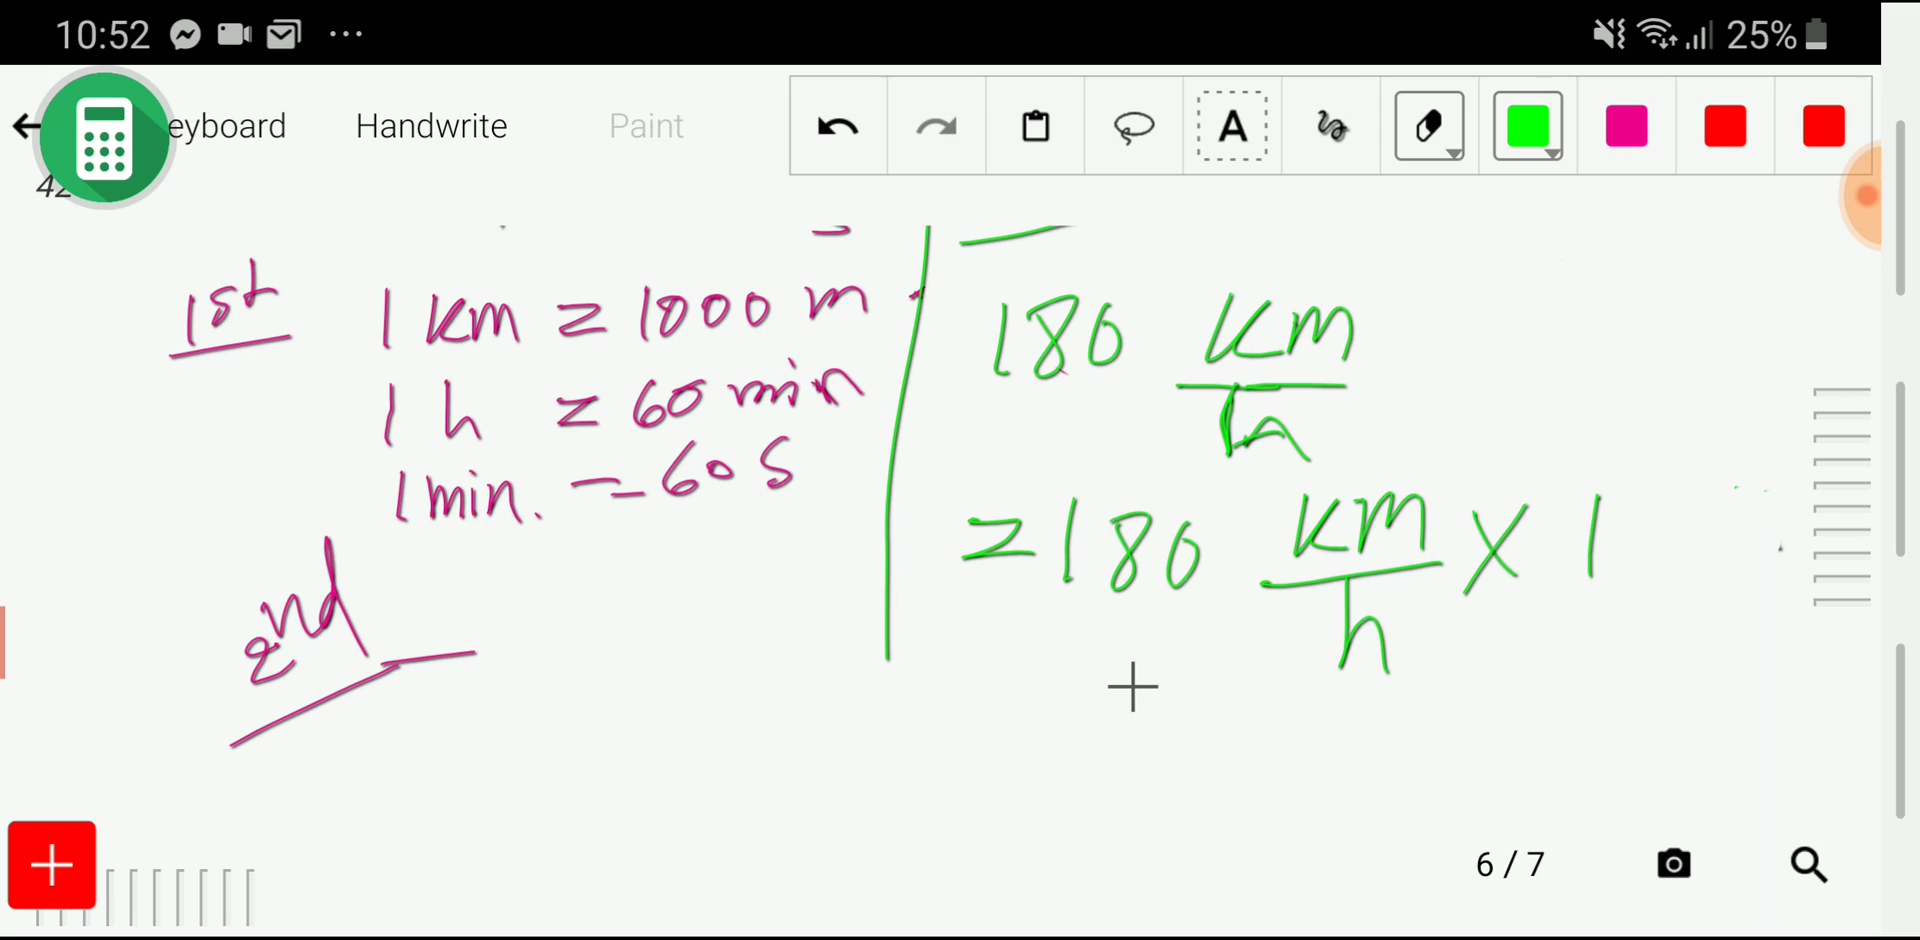 10:52 ... 25%
eyboard Handwrite Paint A
42
1st 1 km = 1000 m
1 h = 60 min
1 min. = 60 S
2nd
180 km
h
= 180 km × 1
h
6 / 7